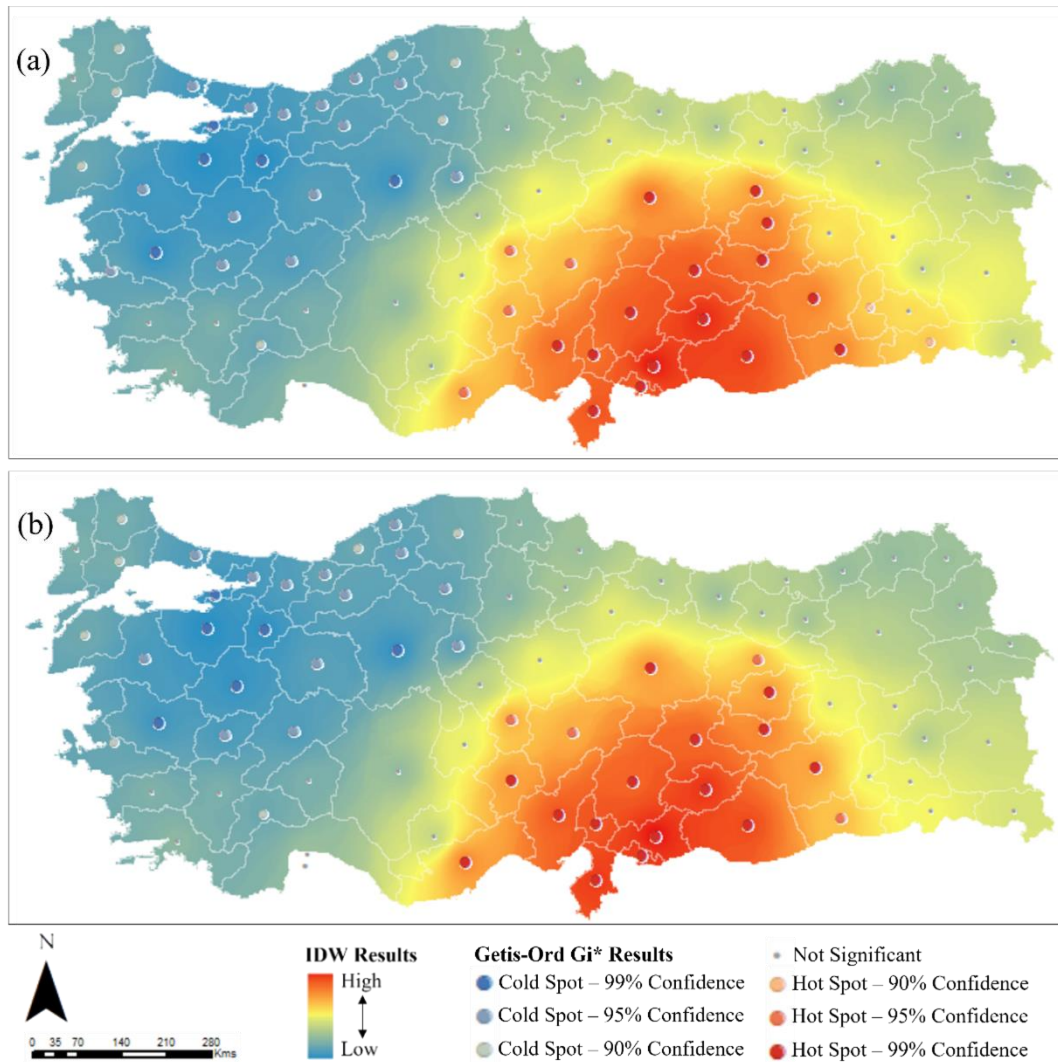 (a)
(b)
N
0 35 70 140 210 280
Kms
IDW Results
High
Low
Getis-Ord Gi* Results
Cold Spot – 99% Confidence
Cold Spot – 95% Confidence
Cold Spot – 90% Confidence
Not Significant
Hot Spot – 90% Confidence
Hot Spot – 95% Confidence
Hot Spot – 99% Confidence